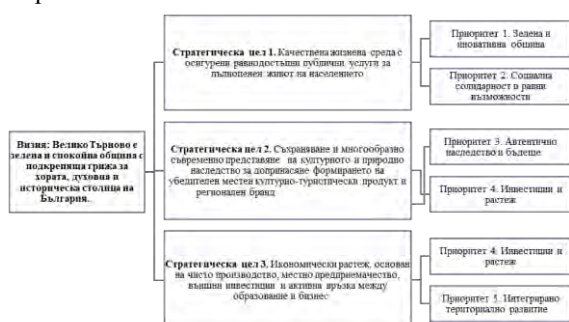 Визия: Велико Търново е
зелена и спокойна община с
подкрепяща грижа за
хората, духовна и
историческа столица на
България.
Стратегическа цел 1. Качествена жизнена среда с
осигурени равнодостъпни публични услуги за
пълноценен живот на населението
Приоритет 1. Зелена и
иновативна община
Приоритет 2. Социална
солидарност и равни
възможности
Стратегическа цел 2. Съхраняване и многообразно
съвременно представяне на културното и природно
наследство за допринасяне формирането на
убедителен местен културно-туристически продукт и
регионален бранд
Приоритет 3. Автентично
наследство и бъдеще
Приоритет 4. Инвестиции и
растеж
Стратегическа цел 3. Икономически растеж, основан
на чисто производство, местно предприемачество,
външни инвестиции и активна връзка между
образование и бизнес
Приоритет 4. Инвестиции и
растеж
Приоритет 5. Интегрирано
териториално развитие